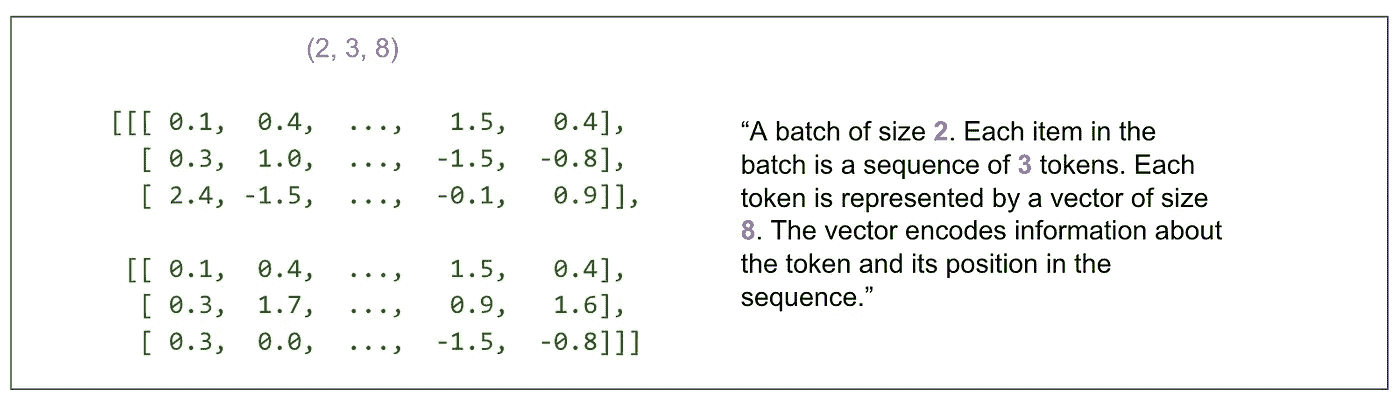 (2, 3, 8)
[[[ 0.1, 0.4, ..., 1.5, 0.4],
[ 0.3, 1.0, ..., -1.5, -0.8],
[ 2.4, -1.5, ..., -0.1, 0.9]],
[[ 0.1, 0.4, ..., 1.5, 0.4],
[ 0.3, 1.7, ..., 0.9, 1.6],
[ 0.3, 0.0, ..., -1.5, -0.8]]]
“A batch of size 2. Each item in the
batch is a sequence of 3 tokens. Each
token is represented by a vector of size
8. The vector encodes information about
the token and its position in the
sequence.”